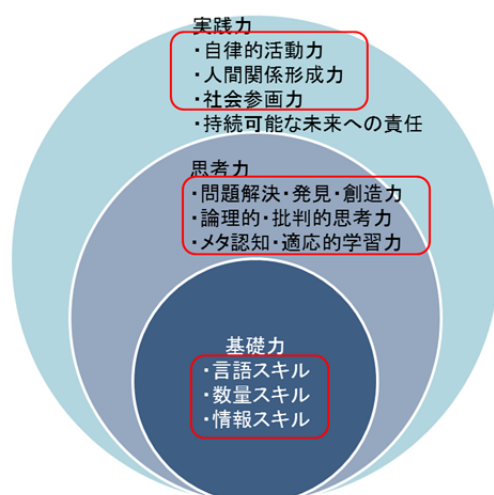 実践力
・自律的活動力
・人間関係形成力
・社会参画力
・持続可能な未来への責任
思考力
・問題解決・発見・創造力
・論理的・批判的思考力
・メタ認知・適応的学習力
基礎力
・言語スキル
・数量スキル
・情報スキル